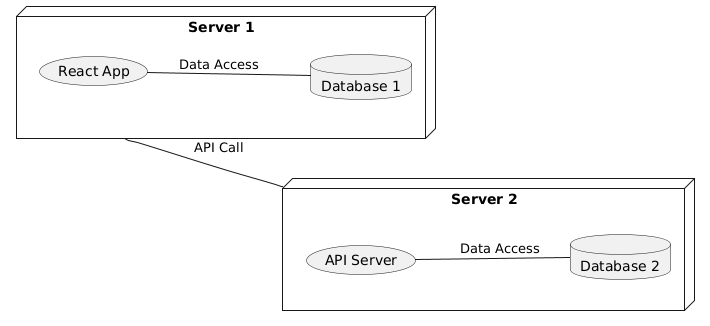 Server 1
React App
Data Access
Database 1
API Call
Server 2
API Server
Data Access
Database 2